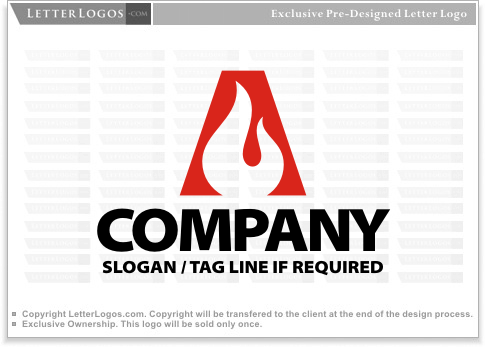 LETTERLOGOS.COM
Exclusive Pre-Designed Letter Logo
COMPANY
SLOGAN / TAG LINE IF REQUIRED
Copyright LetterLogos.com. Copyright will be transfered to the client at the end of the design process.
Exclusive Ownership. This logo will be sold only once.